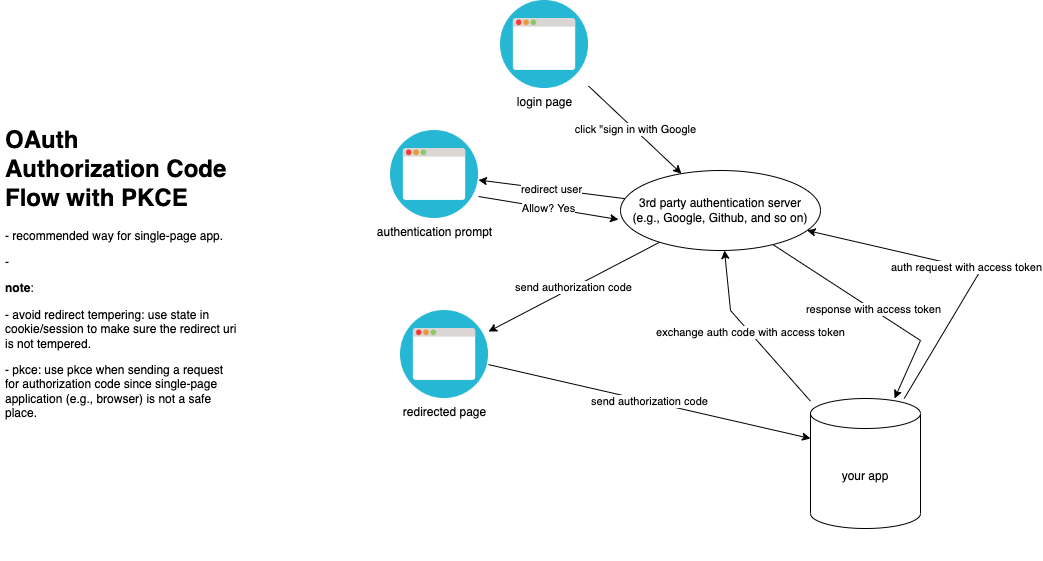 OAuth
Authorization Code
Flow with PKCE
- recommended way for single-page app.
-
note:
- avoid redirect tempering: use state in
cookie/session to make sure the redirect uri
is not tempered.
- pkce: use pkce when sending a request
for authorization code since single-page
application (e.g., browser) is not a safe
place.
login page
click "sign in with Google
authentication prompt
redirect user
Allow? Yes
3rd party authentication server
(e.g., Google, Github, and so on)
auth request with access token
send authorization code
response with access token
exchange auth code with access token
redirected page
send authorization code
your app